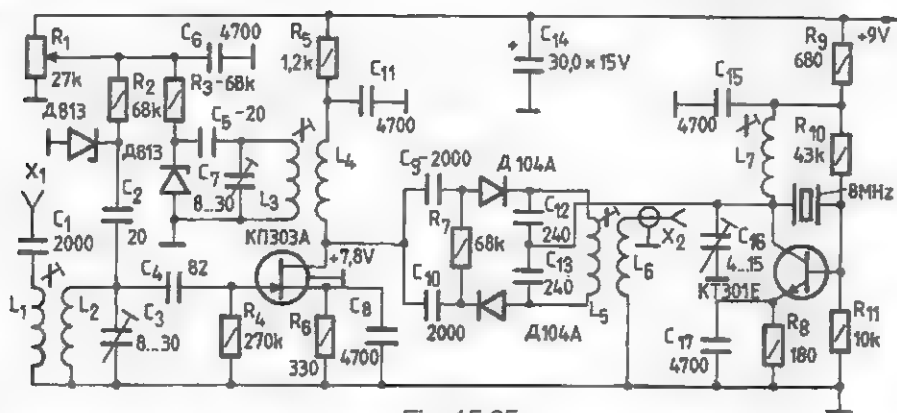 R1
27k
R2
68k
C6
4700
R3-68k
R5
1,2k
C11
4700
C14
30,0×15V
R9
680
+9V
C15
4700
Д813
Д813
C5-20
C7
8...30
L3
L4
R10
43k
L7
8MHz
X1
C1
2000
C2
20
C9-2000
Д104A
R7
68k
C12
240
C13
240
L5
L6
X2
C16
4...15
КТ301Е
КП303А
+7,8V
C4
82
L1
L2
C3
8...30
R4
270k
R6
330
C8
4700
C10
2000
Д104A
C17
4700
R8
180
R11
10k